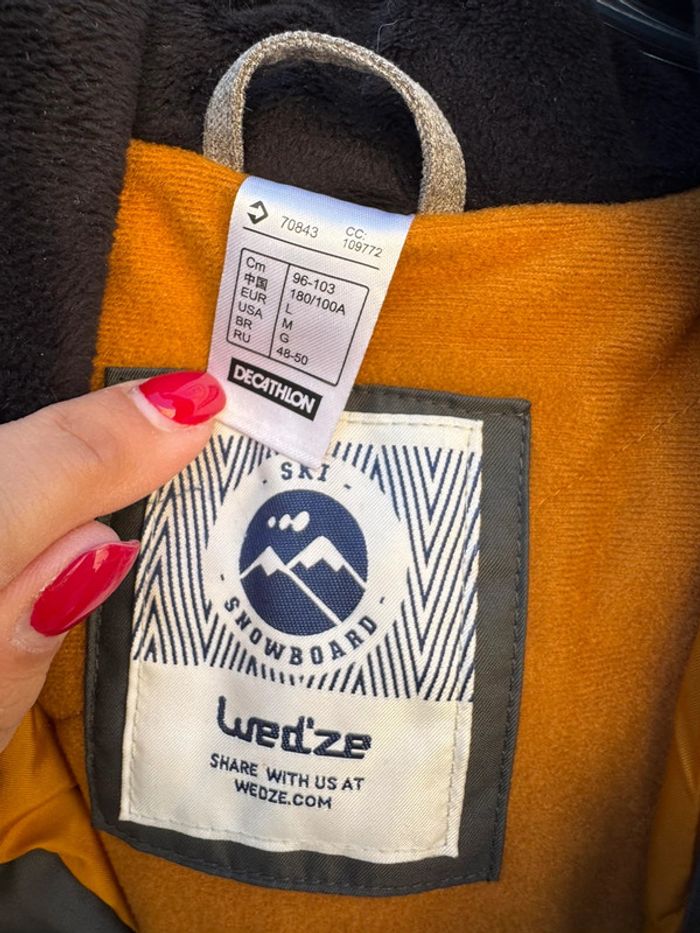 70843 CC:
109772
Cm 96-103
中国 180/100A
EUR L
USA M
BR G
RU 48-50
DECATHLON
SKI
SNOWBOARD
Wed'ze
SHARE WITH US AT
WEDZE.COM